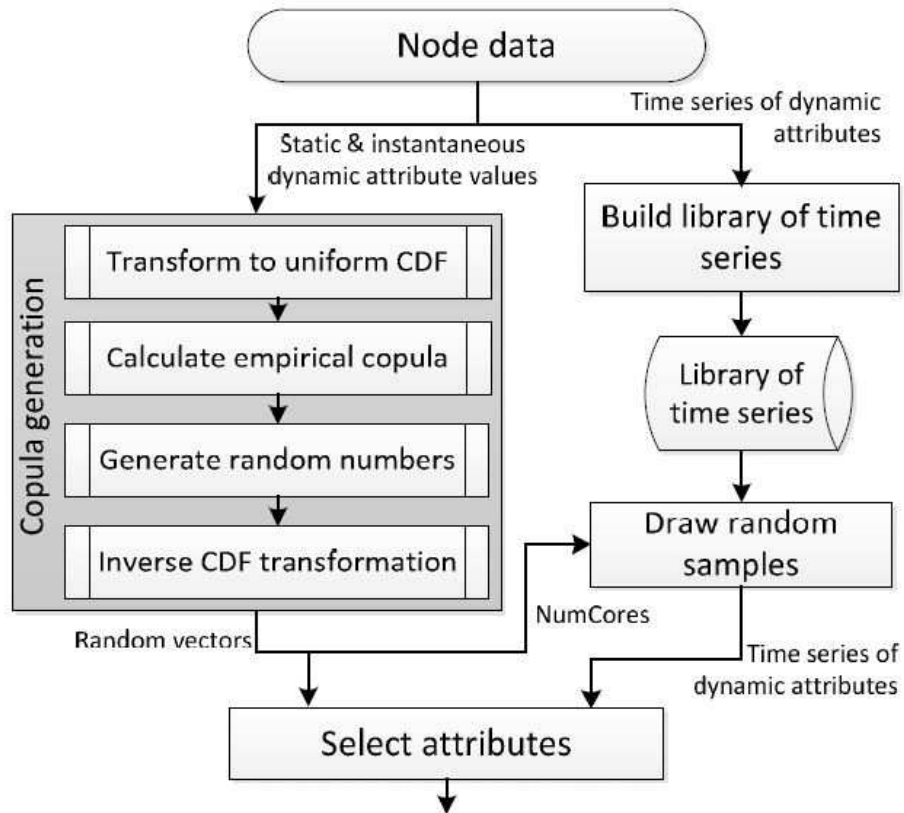 Node data
Time series of dynamic
attributes
Static & instantaneous
dynamic attribute values
Build library of time
series
Copula generation
Transform to uniform CDF
Calculate empirical copula
Generate random numbers
Inverse CDF transformation
Library of
time series
Draw random
samples
NumCores
Random vectors
Time series of
dynamic attributes
Select attributes